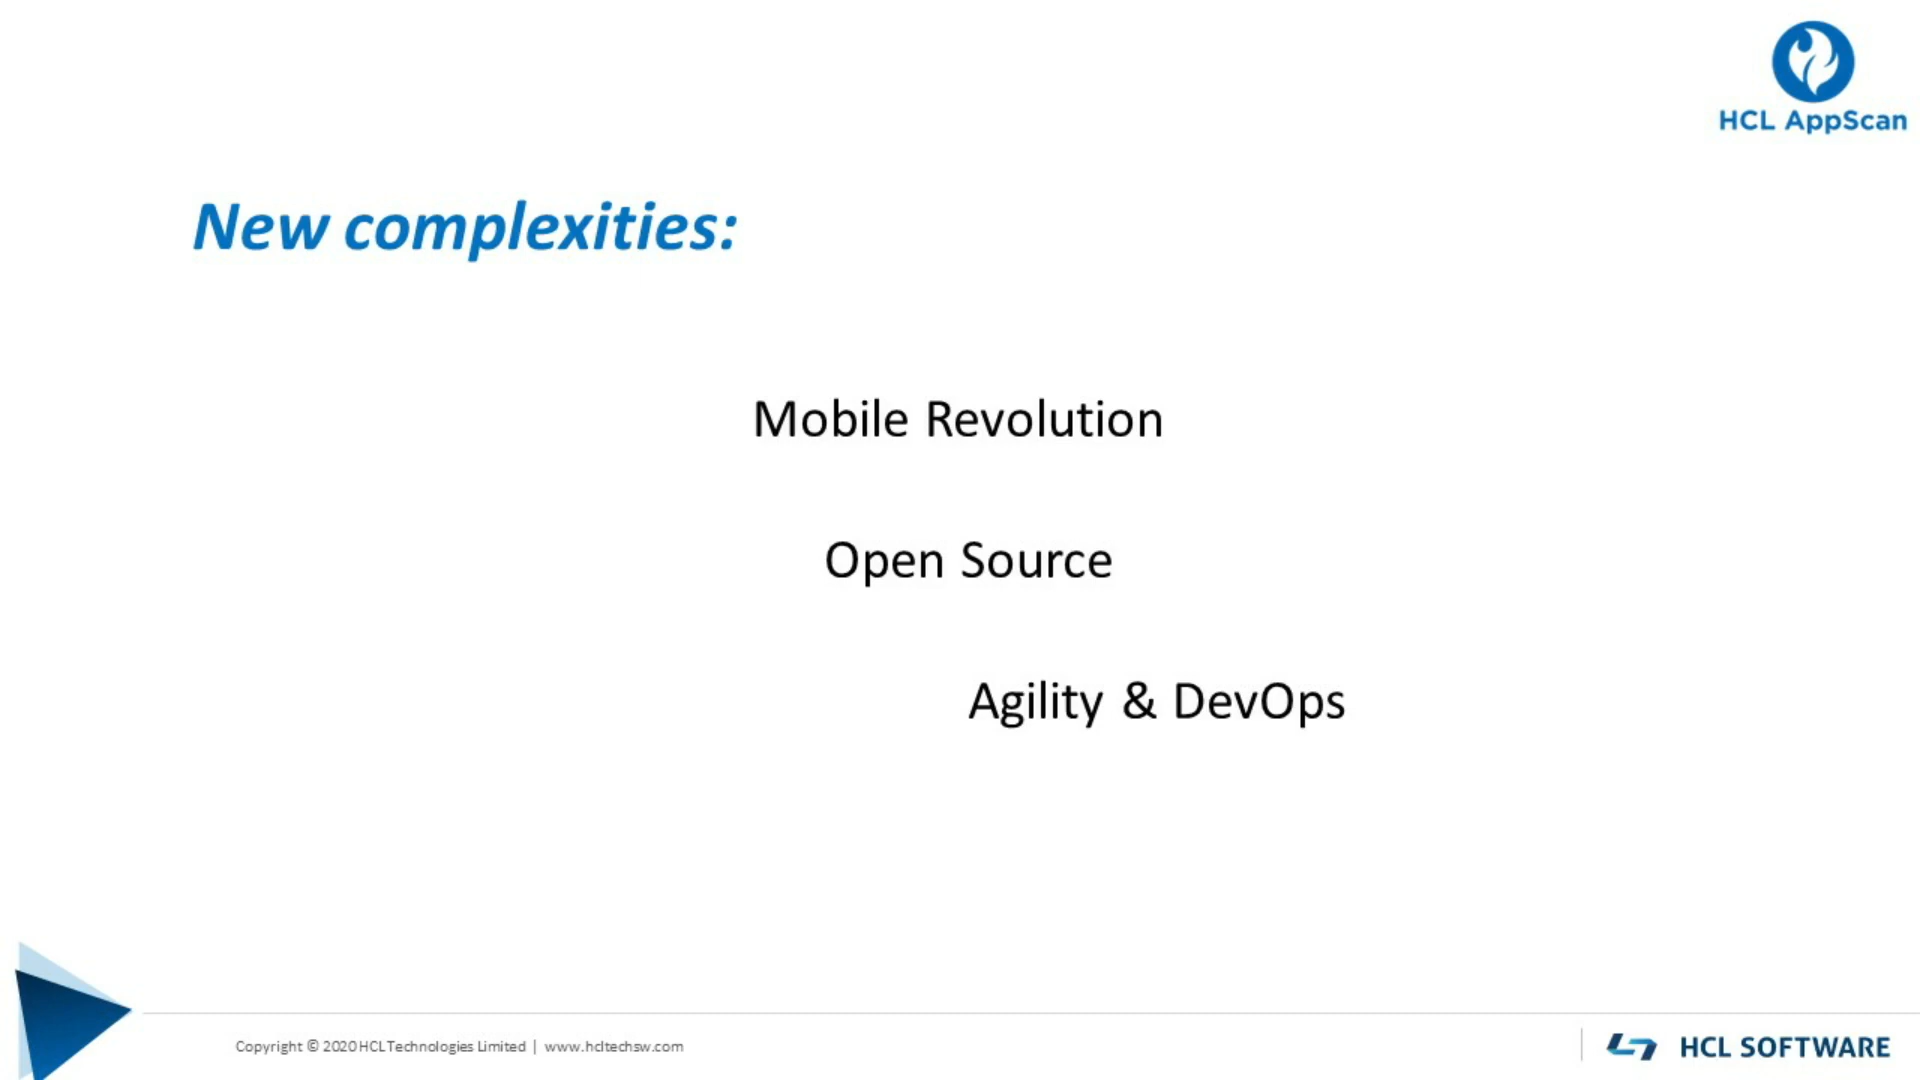 HCL AppScan
New complexities:
Mobile Revolution
Open Source
Agility & DevOps
Copyright © 2020 HCL Technologies Limited | www.hcltechsw.com
HCL SOFTWARE